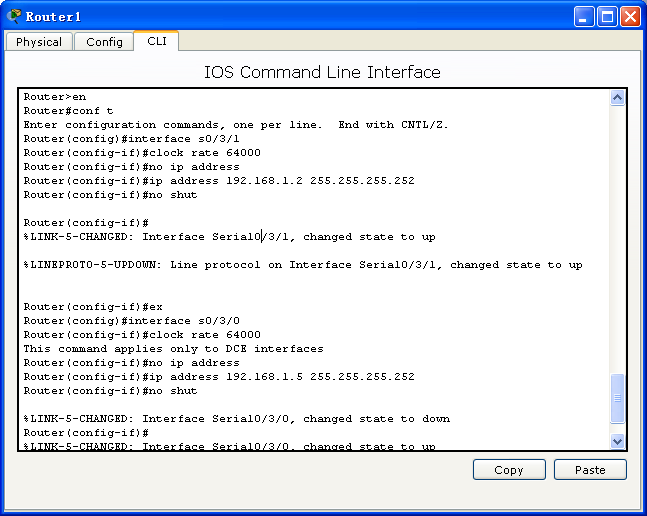 Router1
Physical Config CLI
IOS Command Line Interface
Router>en
Router#conf t
Enter configuration commands, one per line.  End with CNTL/Z.
Router(config)#interface s0/3/1
Router(config-if)#clock rate 64000
Router(config-if)#no ip address
Router(config-if)#ip address 192.168.1.2 255.255.255.252
Router(config-if)#no shut
Router(config-if)#
%LINK-5-CHANGED: Interface Serial0/3/1, changed state to up
%LINEPROTO-5-UPDOWN: Line protocol on Interface Serial0/3/1, changed state to up
Router(config-if)#ex
Router(config)#interface s0/3/0
Router(config-if)#clock rate 64000
This command applies only to DCE interfaces
Router(config-if)#no ip address
Router(config-if)#ip address 192.168.1.5 255.255.255.252
Router(config-if)#no shut
%LINK-5-CHANGED: Interface Serial0/3/0, changed state to down
Router(config-if)#
%LINK-5-CHANGED: Interface Serial0/3/0, changed state to up
Copy Paste